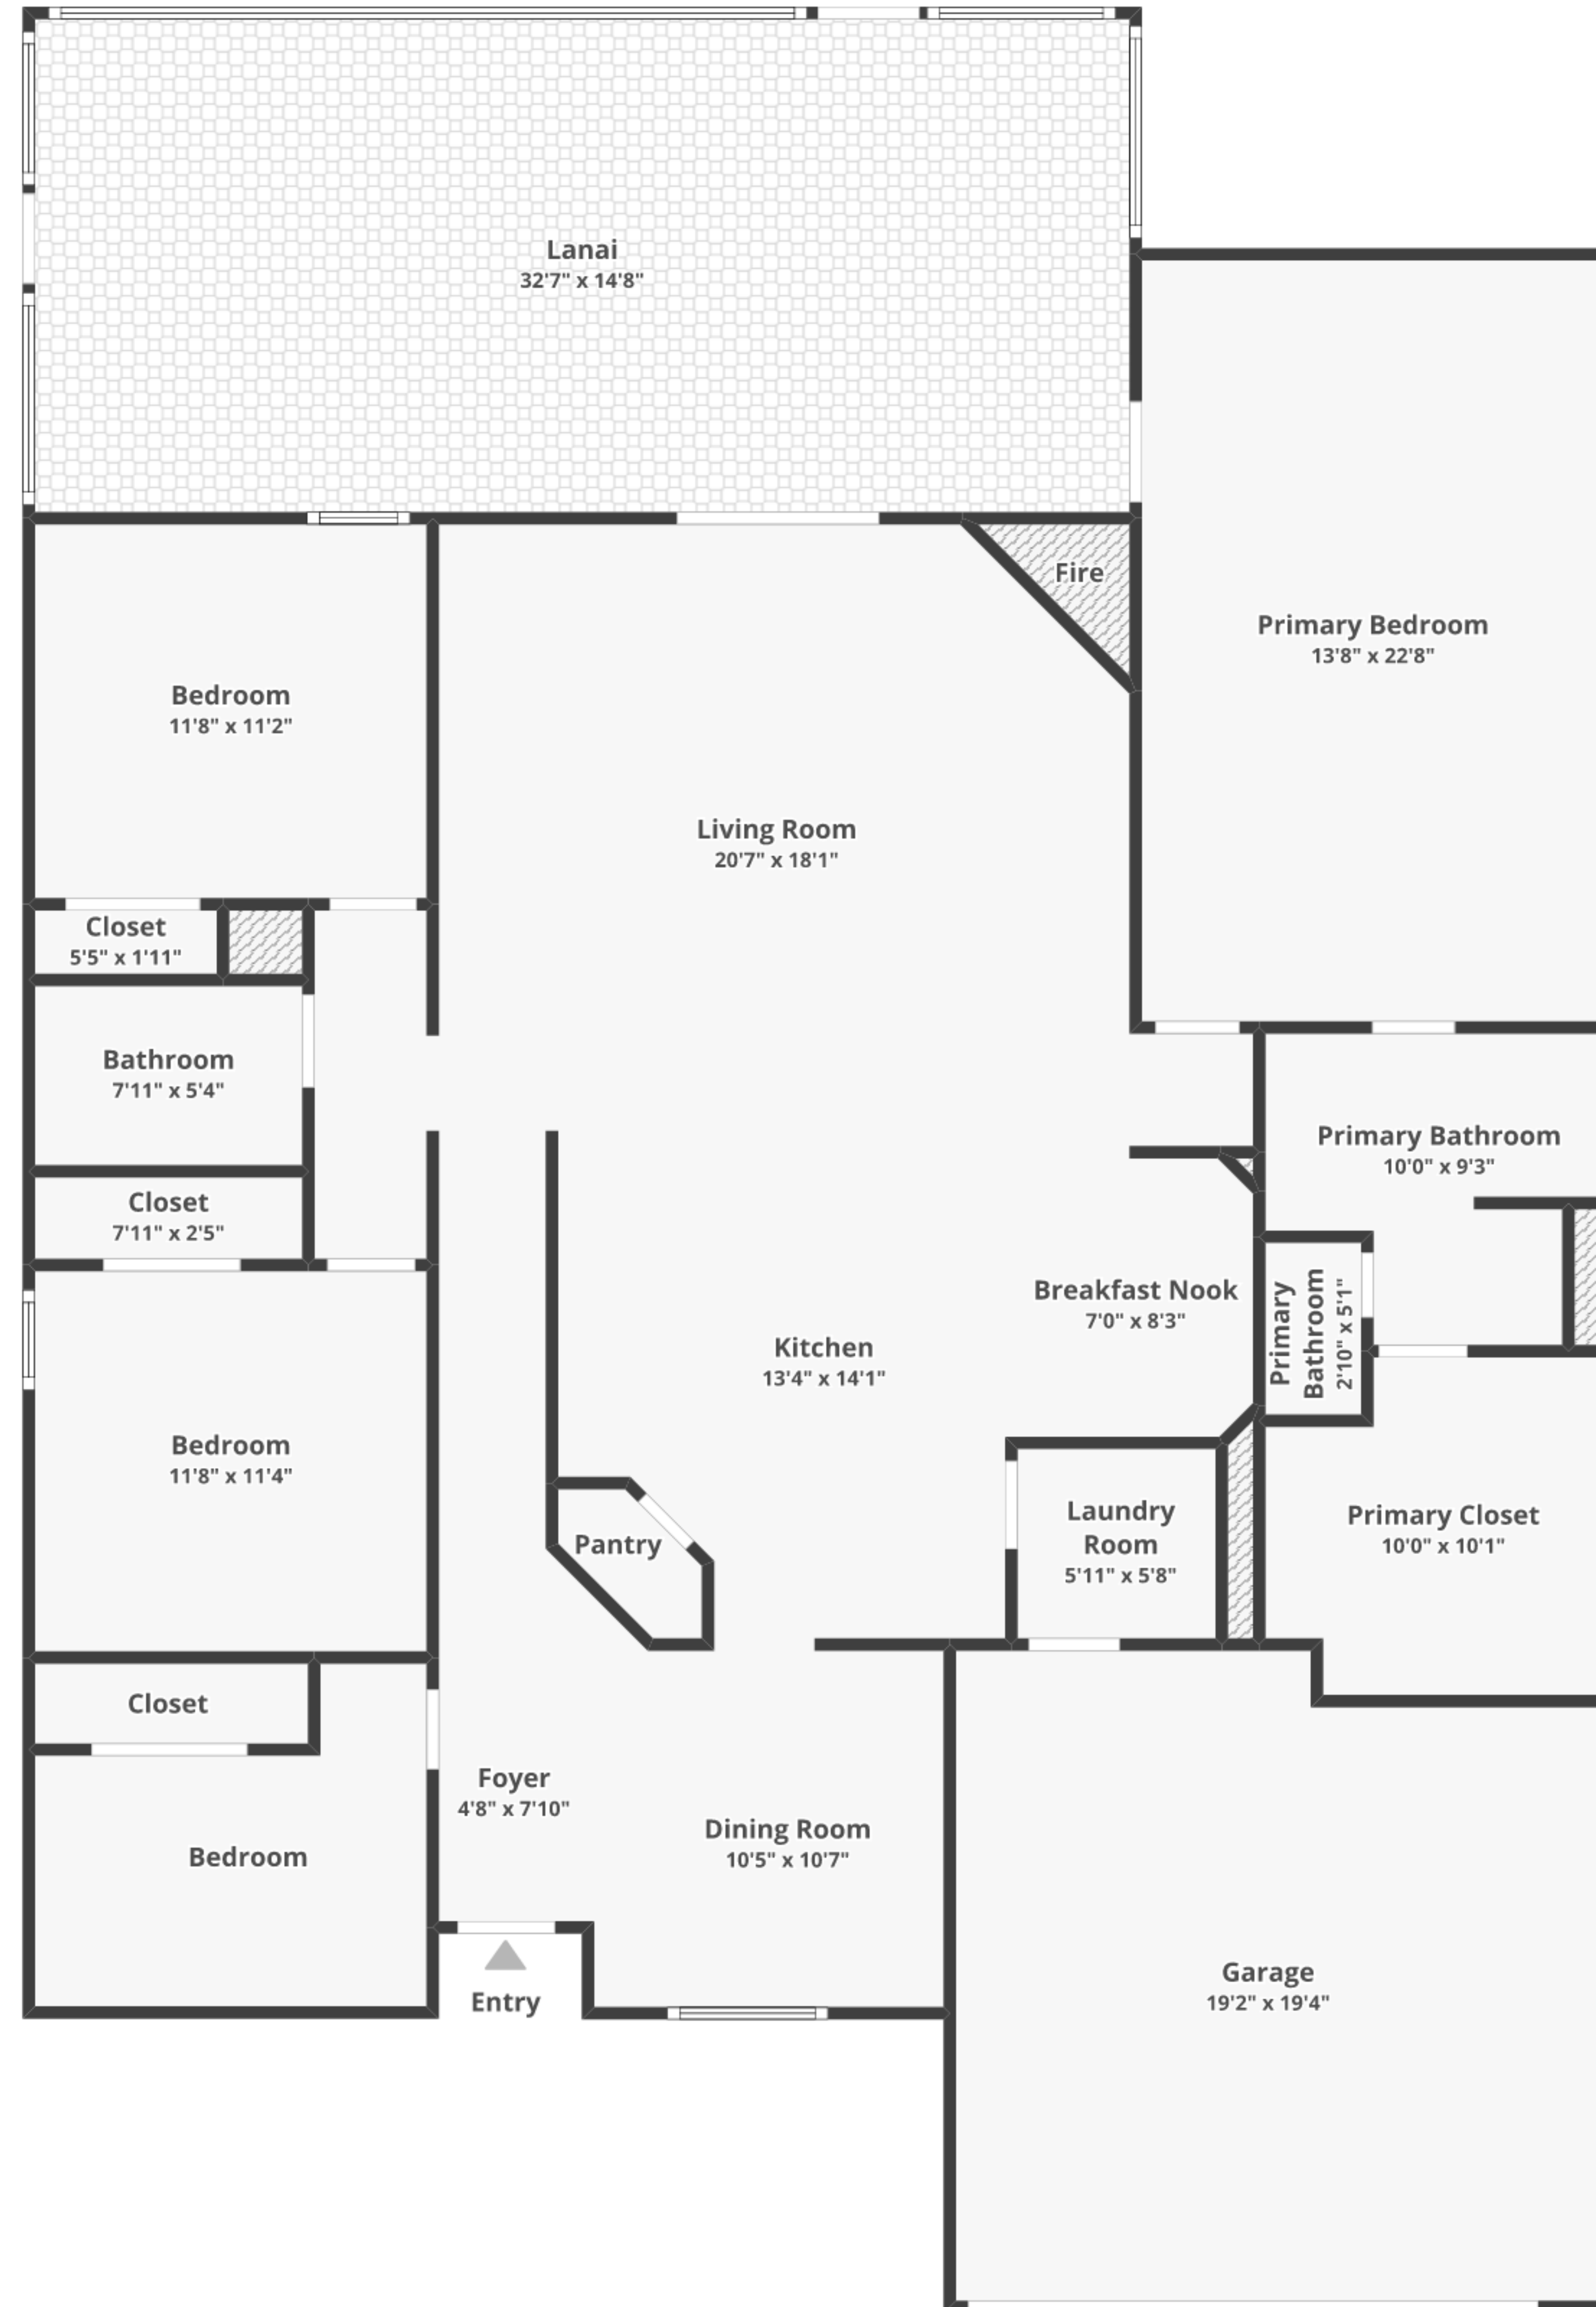 Lanai
32'7" x 14'8"
Fire
Primary Bedroom
13'8" x 22'8"
Bedroom
11'8" x 11'2"
Living Room
20'7" x 18'1"
Closet
5'5" x 1'11"
Bathroom
7'11" x 5'4"
Primary Bathroom
10'0" x 9'3"
Closet
7'11" x 2'5"
Breakfast Nook
7'0" x 8'3"
Primary
Bathroom
2'10" x 5'1"
Kitchen
13'4" x 14'1"
Bedroom
11'8" x 11'4"
Pantry
Laundry
Room
5'11" x 5'8"
Primary Closet
10'0" x 10'1"
Closet
Foyer
4'8" x 7'10"
Dining Room
10'5" x 10'7"
Bedroom
Entry
Garage
19'2" x 19'4"